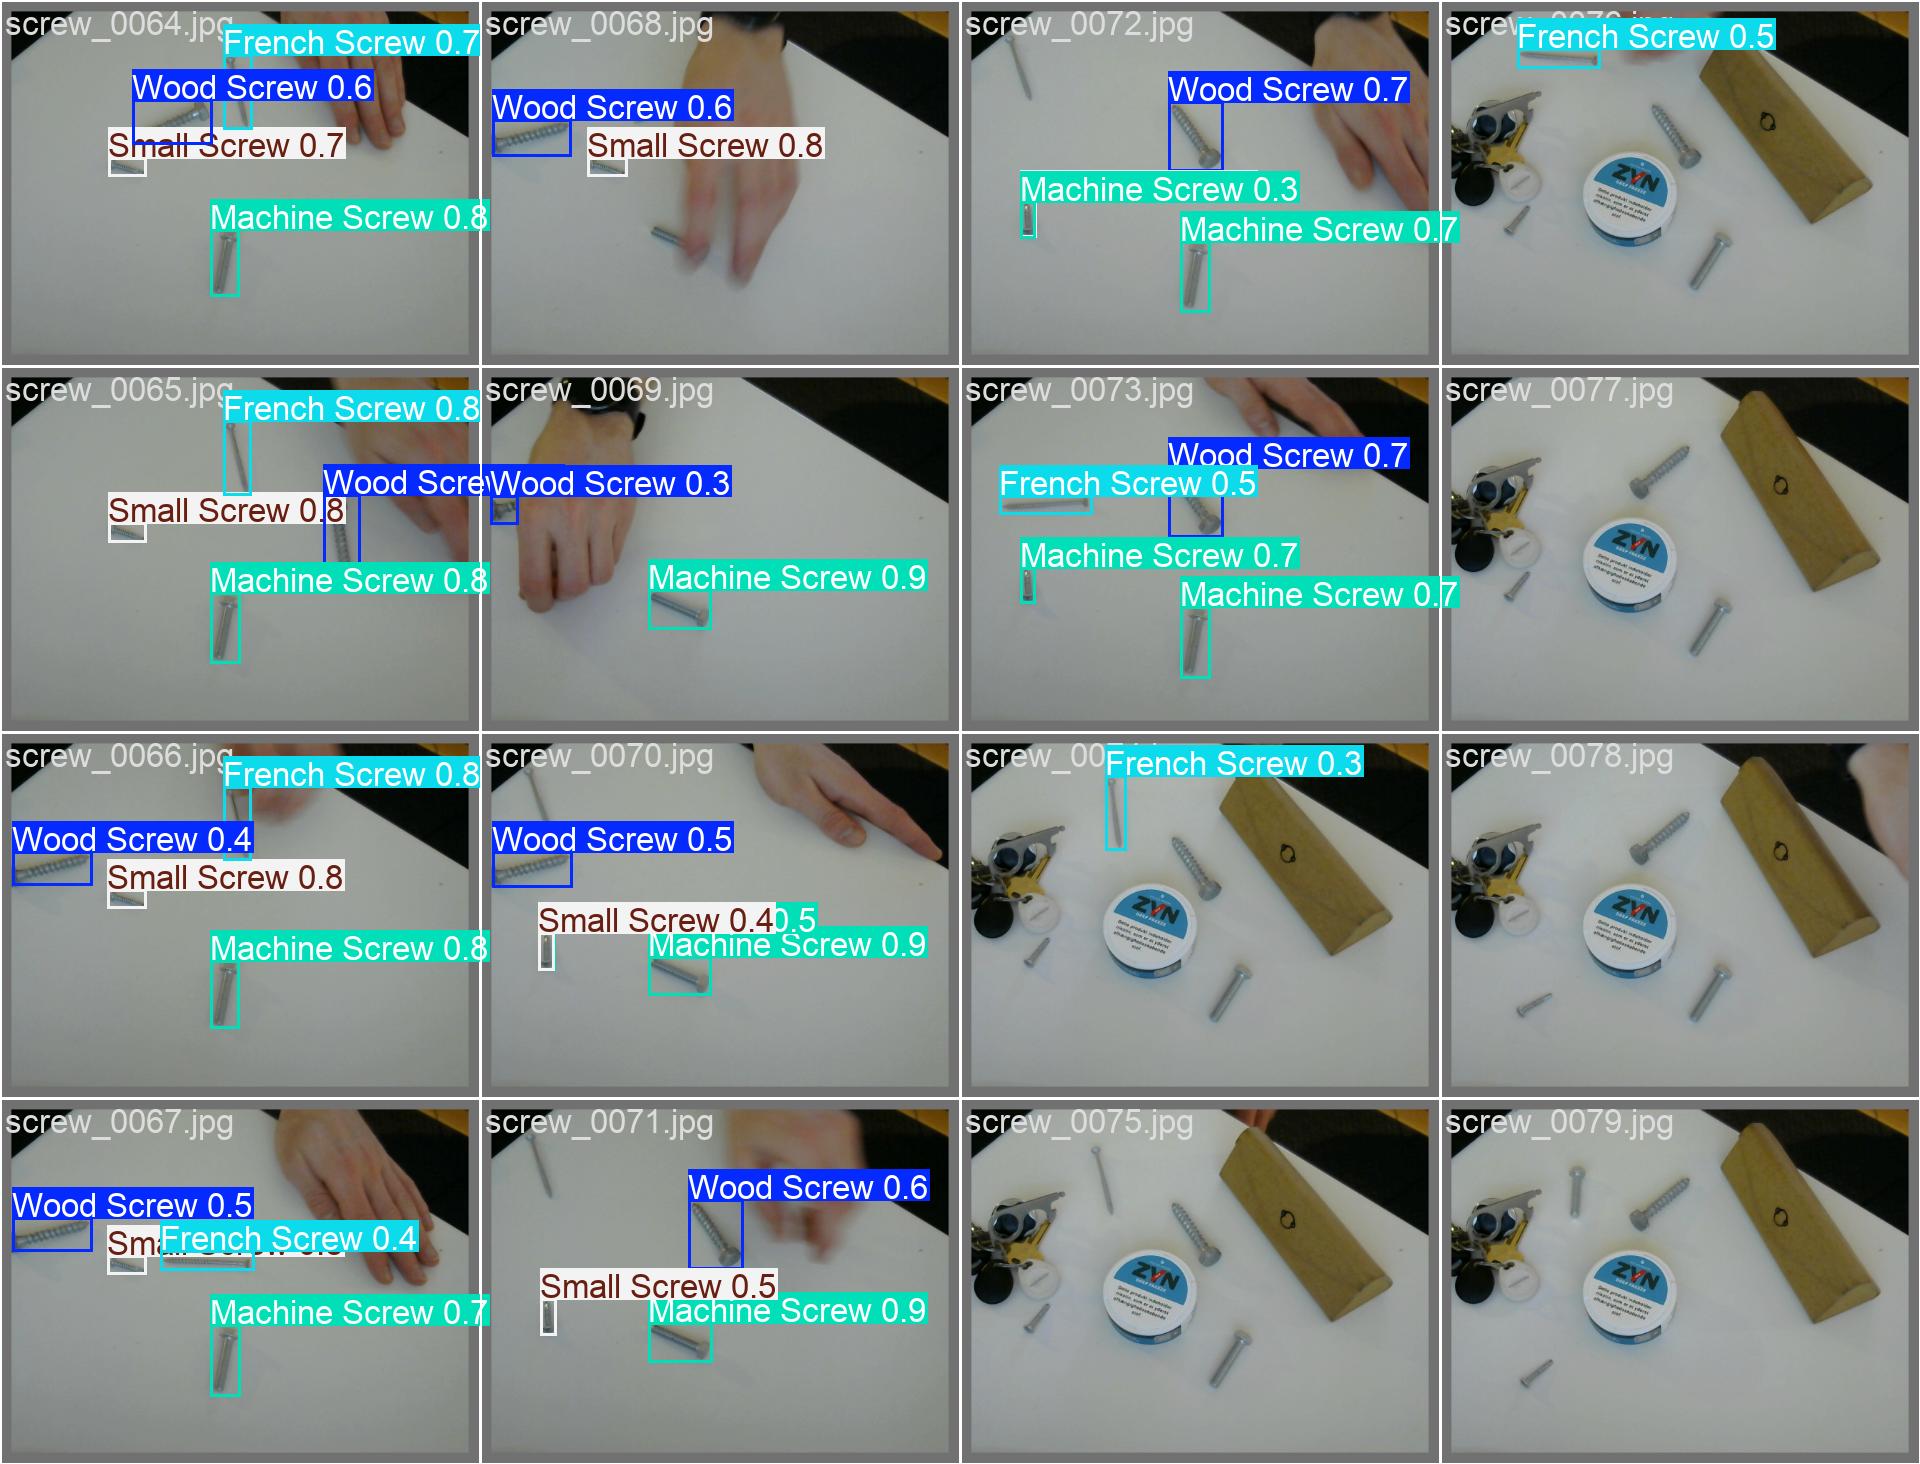 screw_0064.jpg
French Screw 0.7
Wood Screw 0.6
Small Screw 0.7
Machine Screw 0.8
screw_0068.jpg
Wood Screw 0.6
Small Screw 0.8
screw_0072.jpg
Wood Screw 0.7
Machine Screw 0.3
Machine Screw 0.7
French Screw 0.5
ZYN
screw_0065.jpg
French Screw 0.8
Wood Scre
Small Screw 0.8
Machine Screw 0.8
screw_0069.jpg
Wood Screw 0.3
Machine Screw 0.9
screw_0073.jpg
Wood Screw 0.7
French Screw 0.5
Machine Screw 0.7
Machine Screw 0.7
screw_0077.jpg
ZYN
screw_0066.jpg
French Screw 0.8
Wood Screw 0.4
Small Screw 0.8
Machine Screw 0.8
screw_0070.jpg
Wood Screw 0.5
Small Screw 0.4
0.5
Machine Screw 0.9
screw_00
French Screw 0.3
ZYN
screw_0078.jpg
ZYN
screw_0067.jpg
Wood Screw 0.5
French Screw 0.4
Machine Screw 0.7
screw_0071.jpg
Wood Screw 0.6
Small Screw 0.5
Machine Screw 0.9
screw_0075.jpg
ZYN
screw_0079.jpg
ZYN